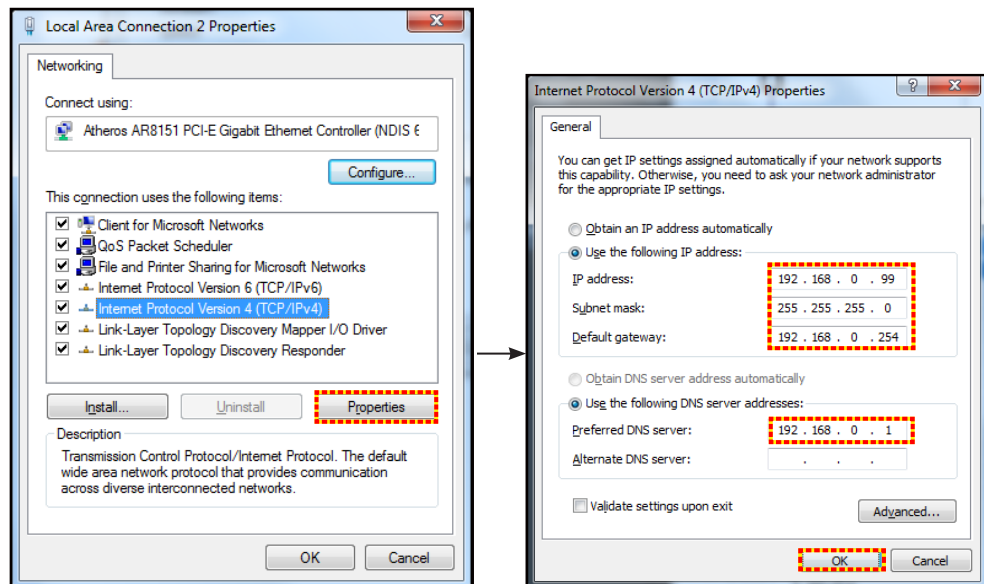 Local Area Connection 2 Properties
Networking
Connect using:
Atheros AR8151 PCI-E Gigabit Ethernet Controller (NDIS 6
Configure...
This connection uses the following items:
Client for Microsoft Networks
QoS Packet Scheduler
File and Printer Sharing for Microsoft Networks
Internet Protocol Version 6 (TCP/IPv6)
Internet Protocol Version 4 (TCP/IPv4)
Link-Layer Topology Discovery Mapper I/O Driver
Link-Layer Topology Discovery Responder
Install... Uninstall Properties
Description
Transmission Control Protocol/Internet Protocol. The default
wide area network protocol that provides communication
across diverse interconnected networks.
OK Cancel
Internet Protocol Version 4 (TCP/IPv4) Properties
General
You can get IP settings assigned automatically if your network supports
this capability. Otherwise, you need to ask your network administrator
for the appropriate IP settings.
Obtain an IP address automatically
Use the following IP address:
IP address: 192 . 168 . 0 . 99
Subnet mask: 255 . 255 . 255 . 0
Default gateway: 192 . 168 . 0 . 254
Obtain DNS server address automatically
Use the following DNS server addresses:
Preferred DNS server: 192 . 168 . 0 . 1
Alternate DNS server: . . .
Validate settings upon exit
Advanced...
OK Cancel